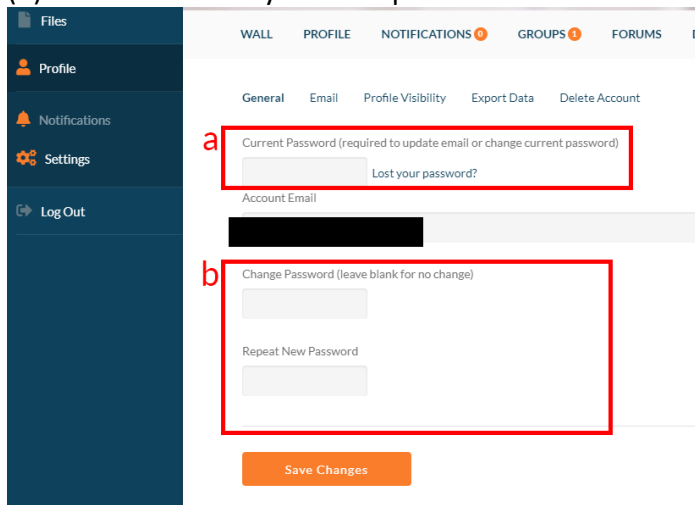 Files
WALL PROFILE NOTIFICATIONS 0 GROUPS 1 FORUMS
Profile
General Email Profile Visibility Export Data Delete Account
Notifications
a
Current Password (required to update email or change current password)
Settings
Lost your password?
Account Email
Log Out
b
Change Password (leave blank for no change)
Repeat New Password
Save Changes